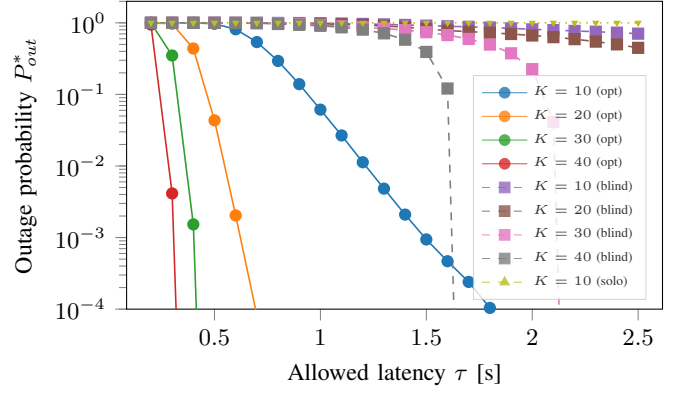 Outage probability P*out
10^0
10^−1
10^−2
10^−3
10^−4
K = 10 (opt)
K = 20 (opt)
K = 30 (opt)
K = 40 (opt)
K = 10 (blind)
K = 20 (blind)
K = 30 (blind)
K = 40 (blind)
K = 10 (solo)
0.5 1 1.5 2 2.5
Allowed latency τ [s]